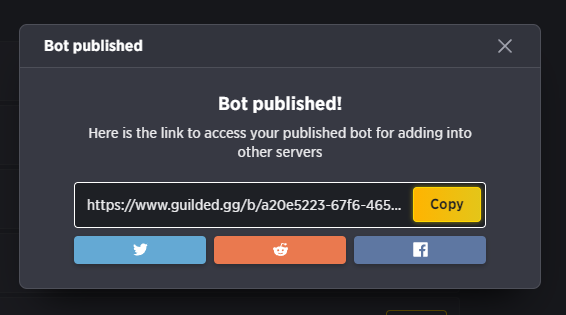 Bot published
Bot published!
Here is the link to access your published bot for adding into
other servers
https://www.guilded.gg/b/a20e5223-67f6-465...
Copy